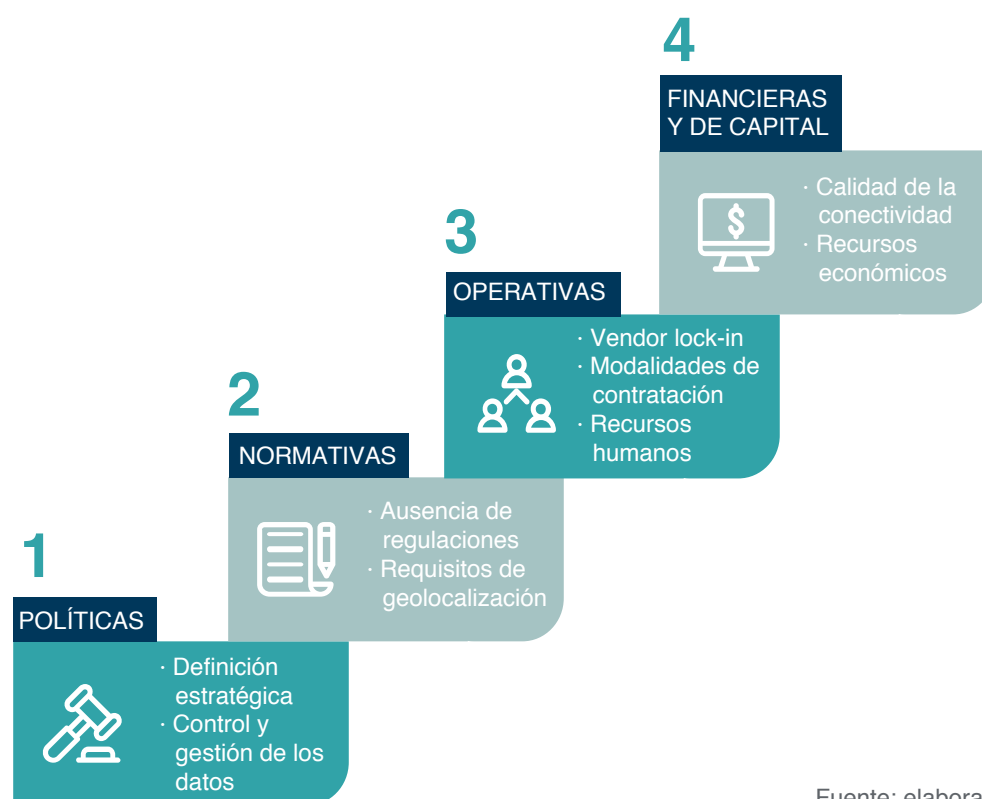 4
FINANCIERAS
Y DE CAPITAL
· Calidad de la
conectividad
· Recursos
económicos
$
3
OPERATIVAS
· Vendor lock-in
· Modalidades de
contratación
· Recursos
humanos
2
NORMATIVAS
· Ausencia de
regulaciones
· Requisitos de
geolocalización
1
POLÍTICAS
· Definición
estratégica
· Control y
gestión de los
datos
Fuente: elabora